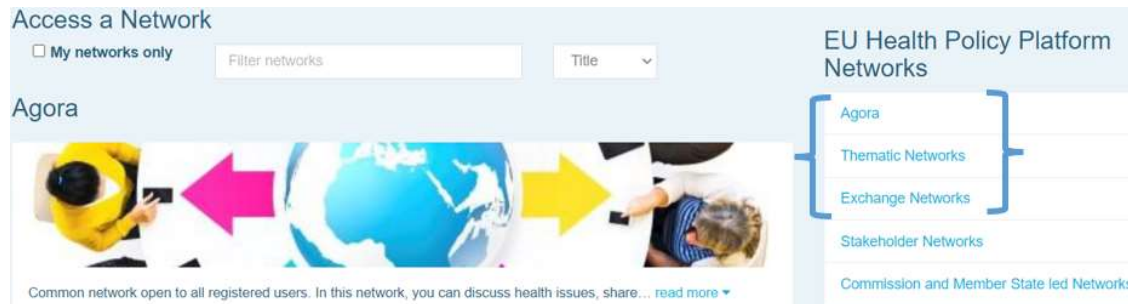 Access a Network
My networks only
Filter networks
Title
Agora
Common network open to all registered users. In this network, you can discuss health issues, share... read more
EU Health Policy Platform
Networks
Agora
Thematic Networks
Exchange Networks
Stakeholder Networks
Commission and Member State led Networks